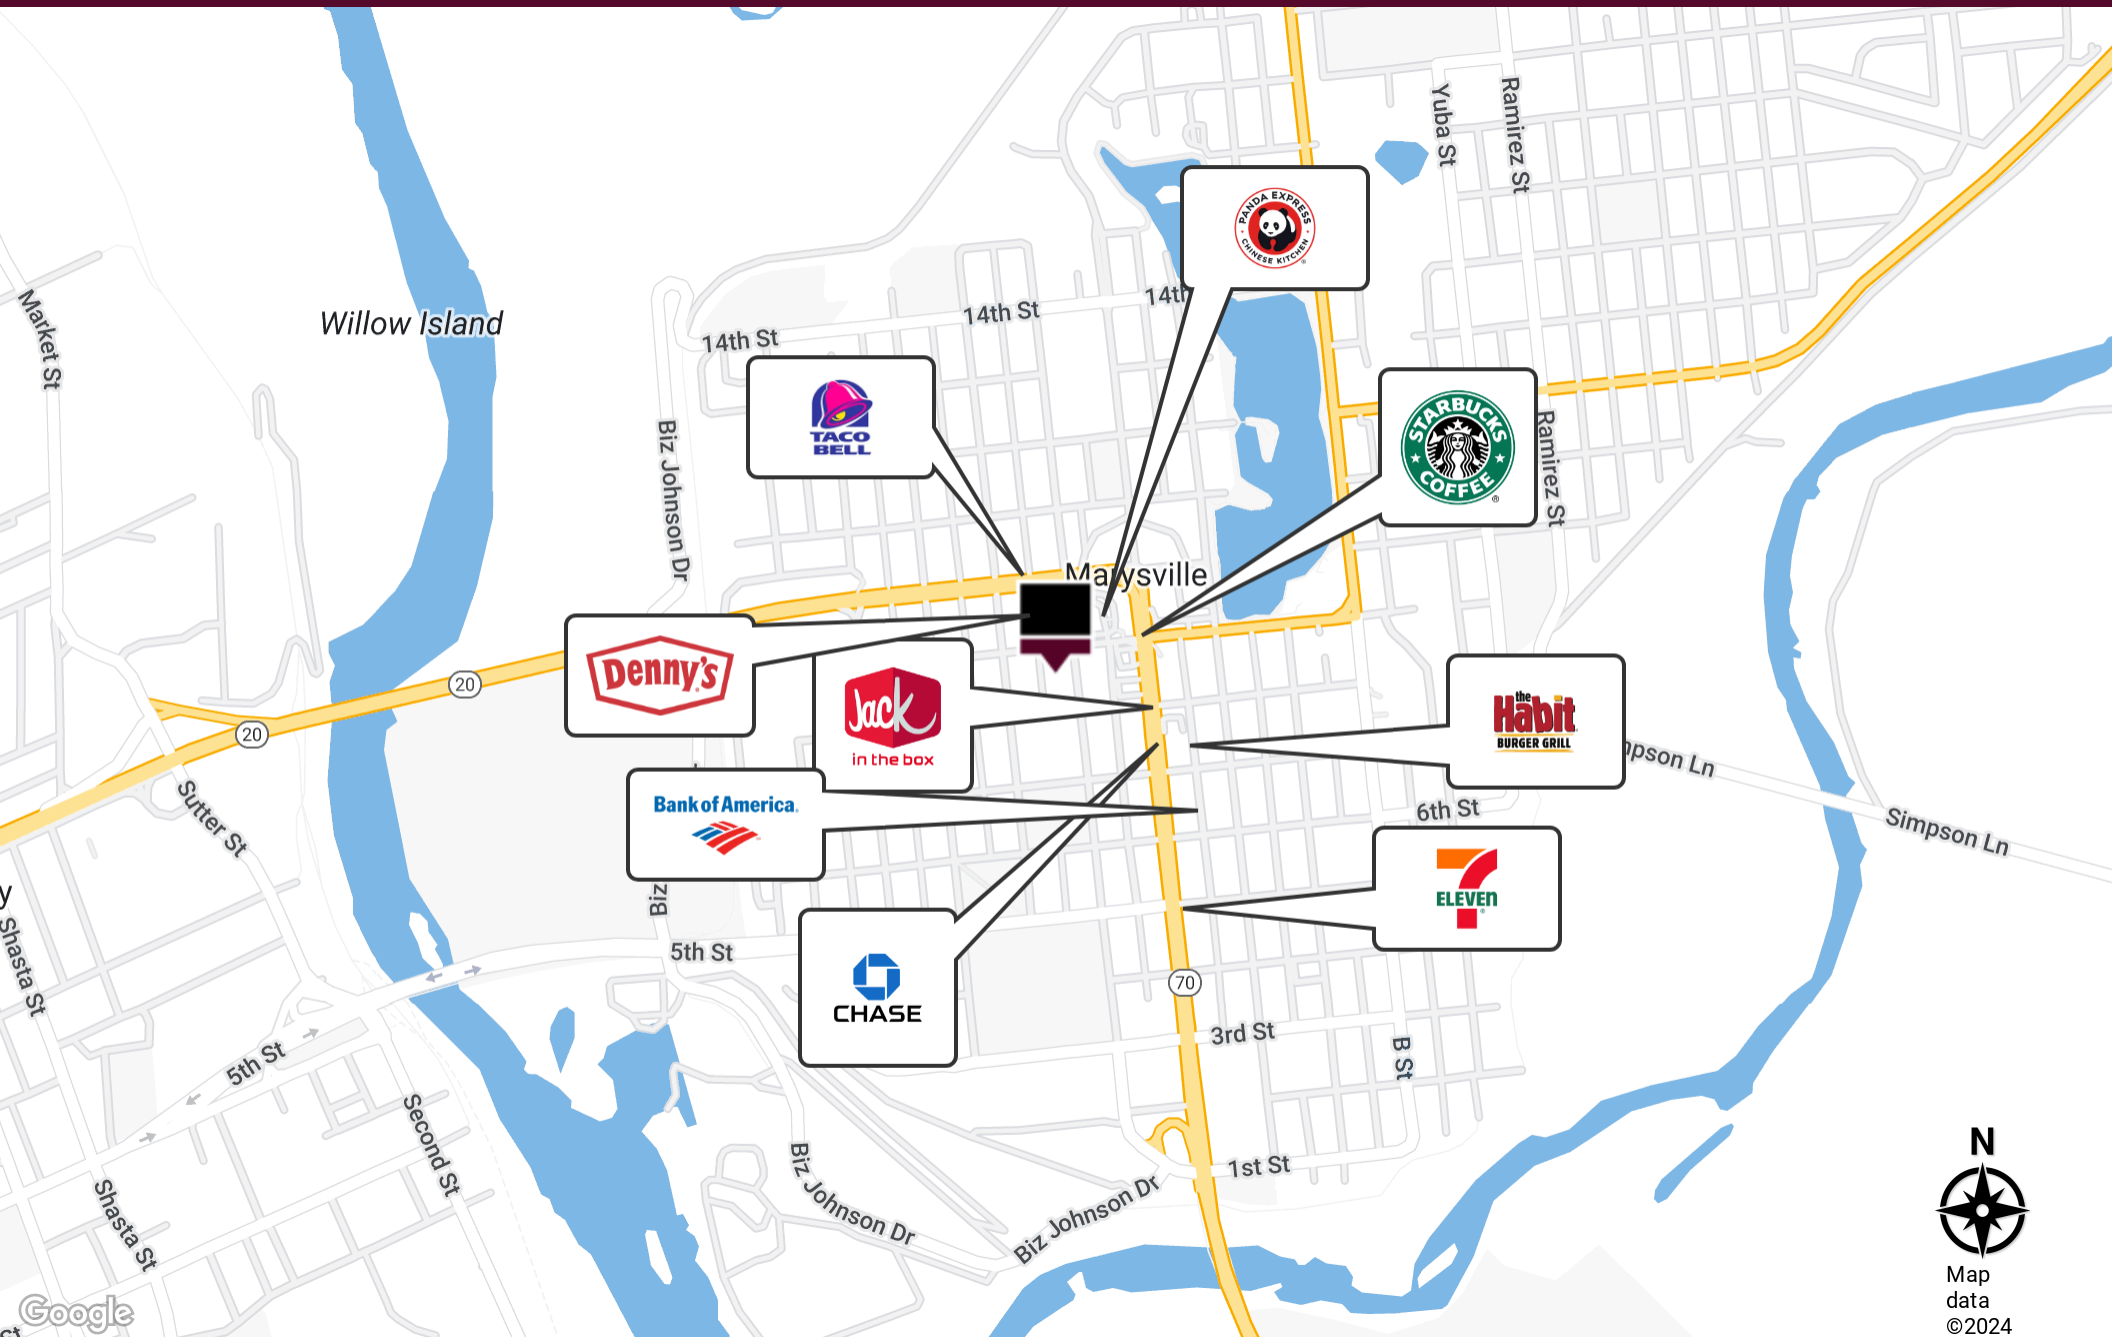 Yuba St
Ramirez St
PANDA EXPRESS
CHINESE KITCHEN
®
Market St
Willow Island
14th St
14th St
14th
TACO
BELL
STARBUCKS
COFFEE
®
Biz Johnson Dr
Ramirez St
Marysville
20
20
Denny's
Jack
in the box
the
Habit
BURGER GRILL
mpson Ln
Simpson Ln
Bank of America
6th St
Sutter St
7
ELEVEn
®
Biz
y
Shasta St
5th St
CHASE
70
3rd St
B St
5th St
Second St
Shasta St
Biz Johnson Dr
Biz Johnson Dr
1st St
N
Map
data
©2024
Google
St